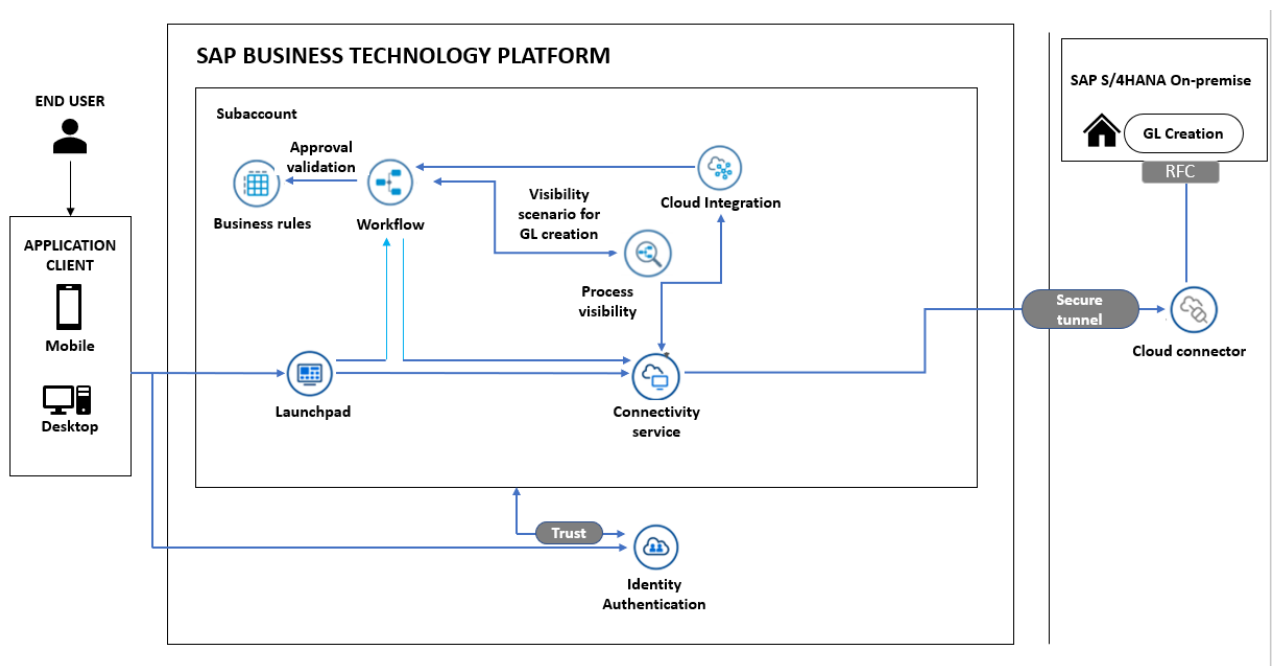 SAP BUSINESS TECHNOLOGY PLATFORM
END USER
APPLICATION
CLIENT
Mobile
Desktop
Subaccount
Approval
validation
Business rules
Workflow
Visibility
scenario for
GL creation
Cloud Integration
Process
visibility
Launchpad
Connectivity
service
Trust
Identity
Authentication
SAP S/4HANA On-premise
GL Creation
RFC
Secure
tunnel
Cloud connector